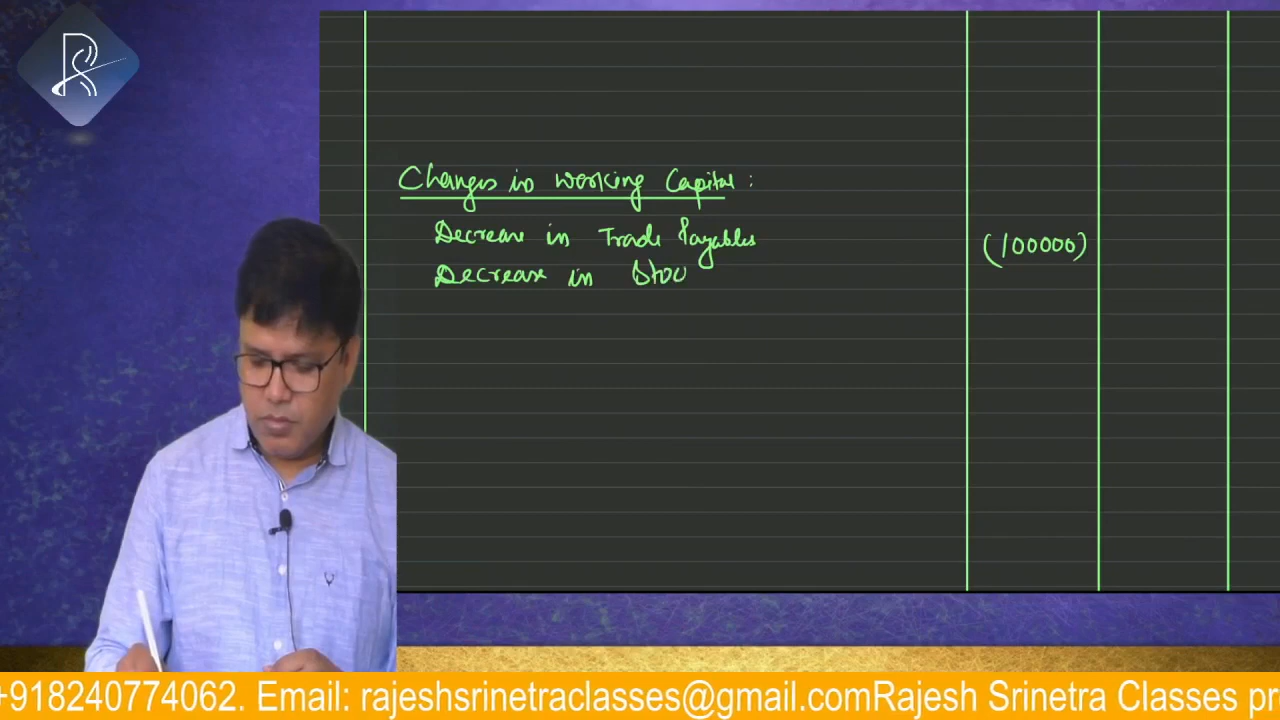 RS
Changes in working Capital :
Decrease in Trade Payables (100000)
Decrease in Stoc
+918240774062. Email: rajeshsrinetraclasses@gmail.comRajesh Srinetra Classes pr